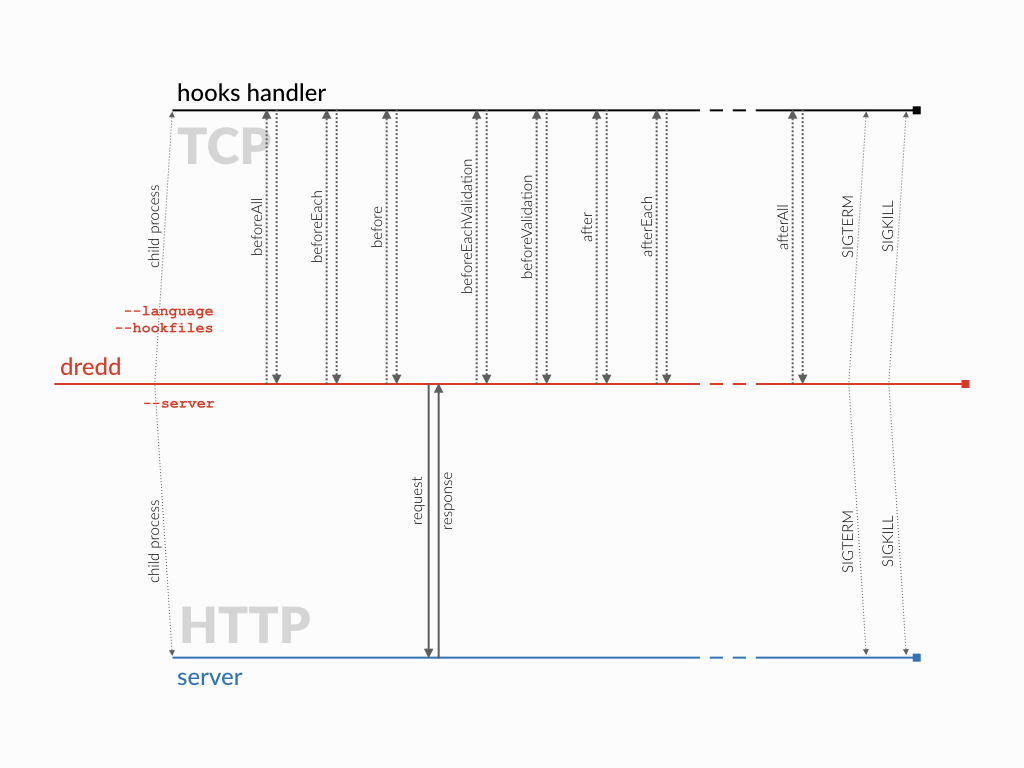 hooks handler
TCP
child process
beforeAll
beforeEach
before
beforeEachValidation
beforeValidation
after
afterEach
afterAll
SIGTERM
SIGKILL
--language
--hookfiles
dredd
--server
child process
request
response
SIGTERM
SIGKILL
HTTP
server